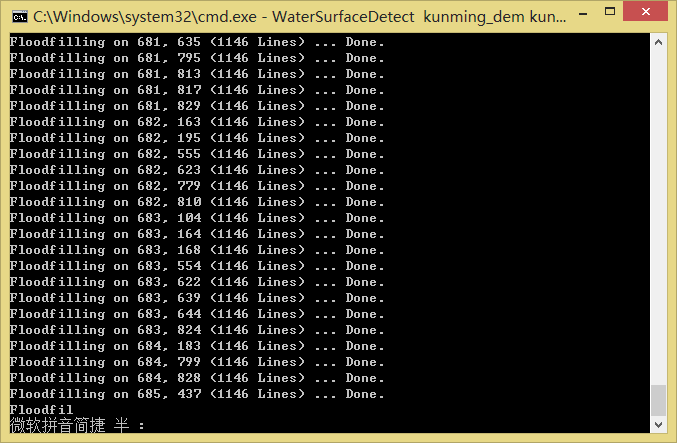 C:\Windows\system32\cmd.exe - WaterSurfaceDetect kunming_dem kun...
Floodfilling on 681, 635 (1146 Lines) ... Done.
Floodfilling on 681, 795 (1146 Lines) ... Done.
Floodfilling on 681, 813 (1146 Lines) ... Done.
Floodfilling on 681, 817 (1146 Lines) ... Done.
Floodfilling on 681, 829 (1146 Lines) ... Done.
Floodfilling on 682, 163 (1146 Lines) ... Done.
Floodfilling on 682, 195 (1146 Lines) ... Done.
Floodfilling on 682, 555 (1146 Lines) ... Done.
Floodfilling on 682, 623 (1146 Lines) ... Done.
Floodfilling on 682, 779 (1146 Lines) ... Done.
Floodfilling on 682, 810 (1146 Lines) ... Done.
Floodfilling on 683, 104 (1146 Lines) ... Done.
Floodfilling on 683, 164 (1146 Lines) ... Done.
Floodfilling on 683, 168 (1146 Lines) ... Done.
Floodfilling on 683, 554 (1146 Lines) ... Done.
Floodfilling on 683, 622 (1146 Lines) ... Done.
Floodfilling on 683, 639 (1146 Lines) ... Done.
Floodfilling on 683, 644 (1146 Lines) ... Done.
Floodfilling on 683, 824 (1146 Lines) ... Done.
Floodfilling on 684, 183 (1146 Lines) ... Done.
Floodfilling on 684, 799 (1146 Lines) ... Done.
Floodfilling on 684, 828 (1146 Lines) ... Done.
Floodfilling on 685, 437 (1146 Lines) ... Done.
Floodfil
微软拼音简捷 半 :